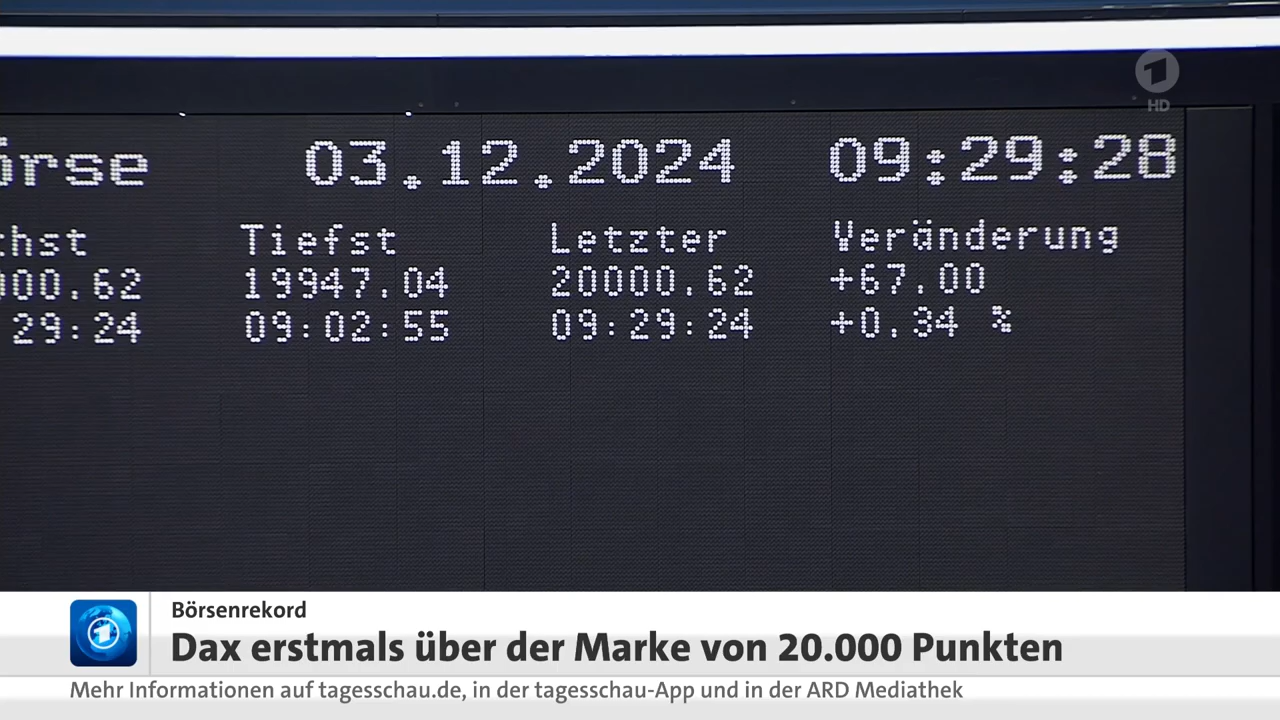 HD
örse 03.12.2024 09:29:28
chst Tiefst Letzter Veränderung
000.62 19947.04 20000.62 +67.00
29:24 09:02:55 09:29:24 +0.34 %
Börsenrekord
Dax erstmals über der Marke von 20.000 Punkten
Mehr Informationen auf tagesschau.de, in der tagesschau-App und in der ARD Mediathek